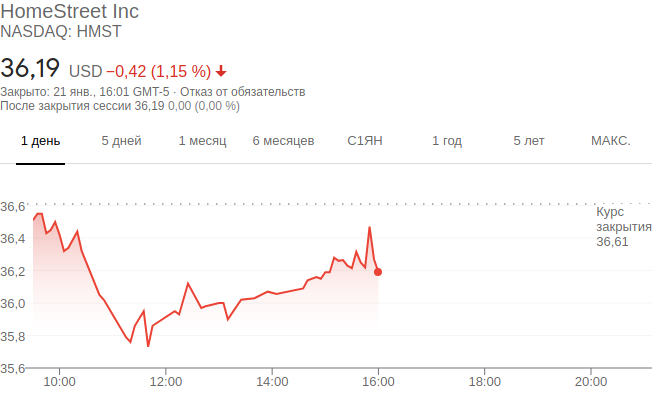 HomeStreet Inc
NASDAQ: HMST
36,19 USD −0,42 (1,15 %)
Закрыто: 21 янв., 16:01 GMT-5 · Отказ от обязательств
После закрытия сессии 36,19 0,00 (0,00 %)
1 день 5 дней 1 месяц 6 месяцев С1ЯН 1 год 5 лет МАКС.
36,6
Курс
закрытия
36,61
36,4
36,2
36,0
35,8
35,6
10:00 12:00 14:00 16:00 18:00 20:00